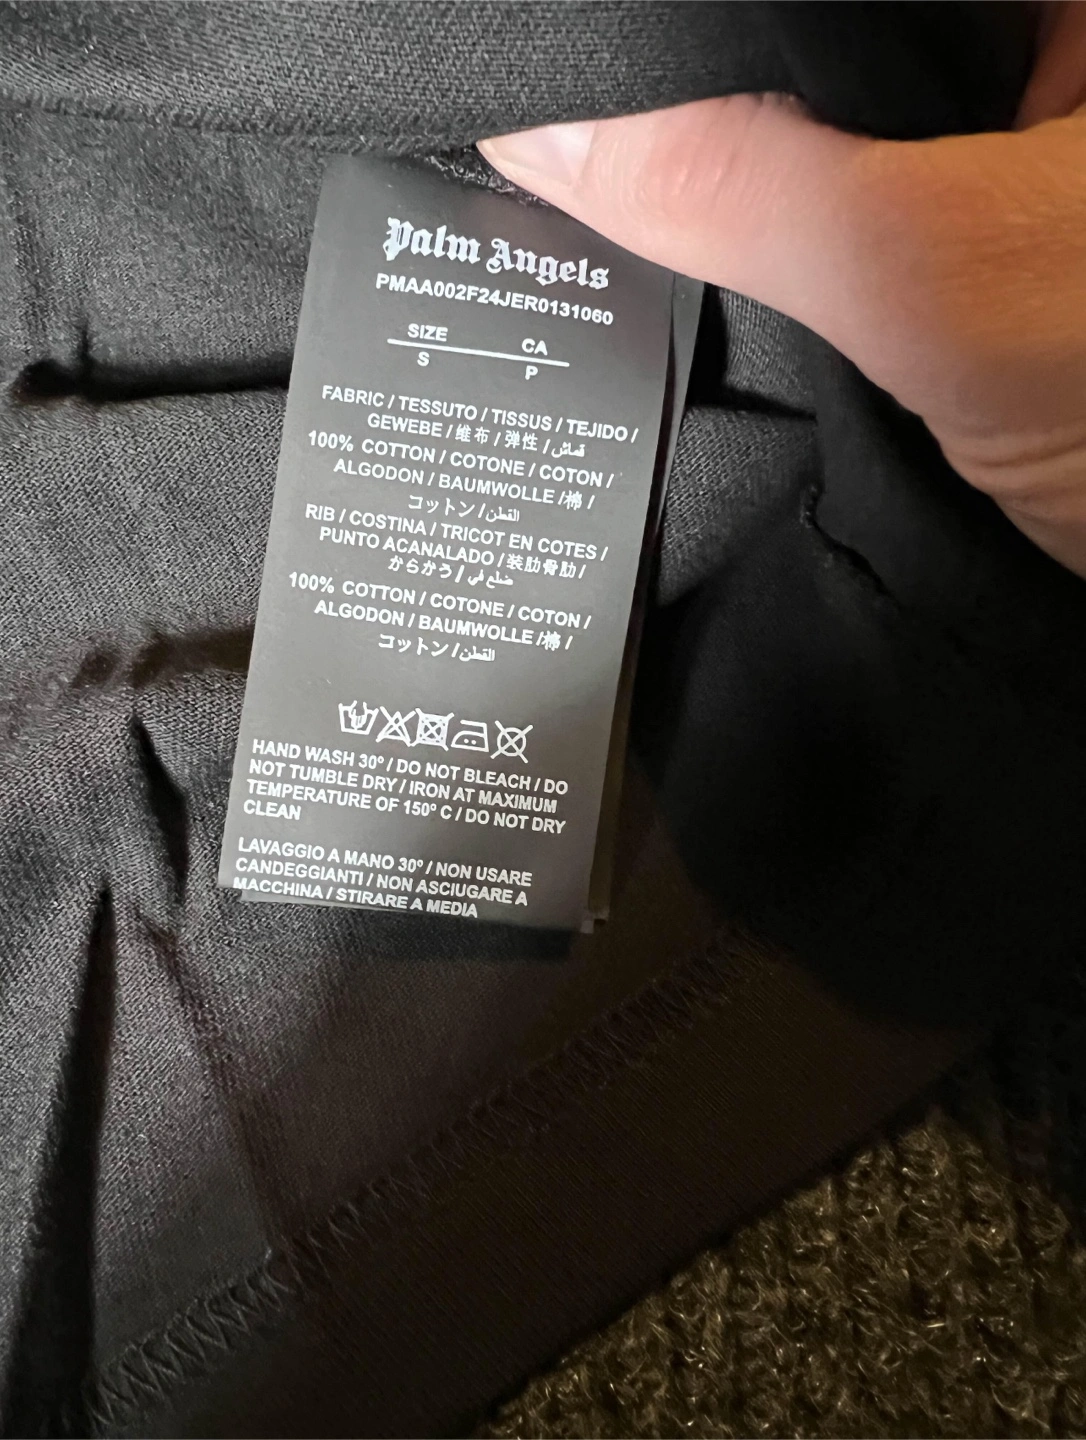 Palm Angels
PMAA002F24JER0131060
SIZE CA
S P
FABRIC / TESSUTO / TISSUS / TEJIDO /
GEWEBE / 维布 / 弹性 / قماش
100% COTTON / COTONE / COTON /
ALGODON / BAUMWOLLE /棉 /
コットン / القطن
RIB / COSTINA / TRICOT EN COTES /
PUNTO ACANALADO / 装肋骨肋 /
からかう / ضلع في
100% COTTON / COTONE / COTON /
ALGODON / BAUMWOLLE /棉 /
コットン / القطن
HAND WASH 30º / DO NOT BLEACH / DO
NOT TUMBLE DRY / IRON AT MAXIMUM
TEMPERATURE OF 150º C / DO NOT DRY
CLEAN
LAVAGGIO A MANO 30º / NON USARE
CANDEGGIANTI / NON ASCIUGARE A
MACCHINA / STIRARE A MEDIA